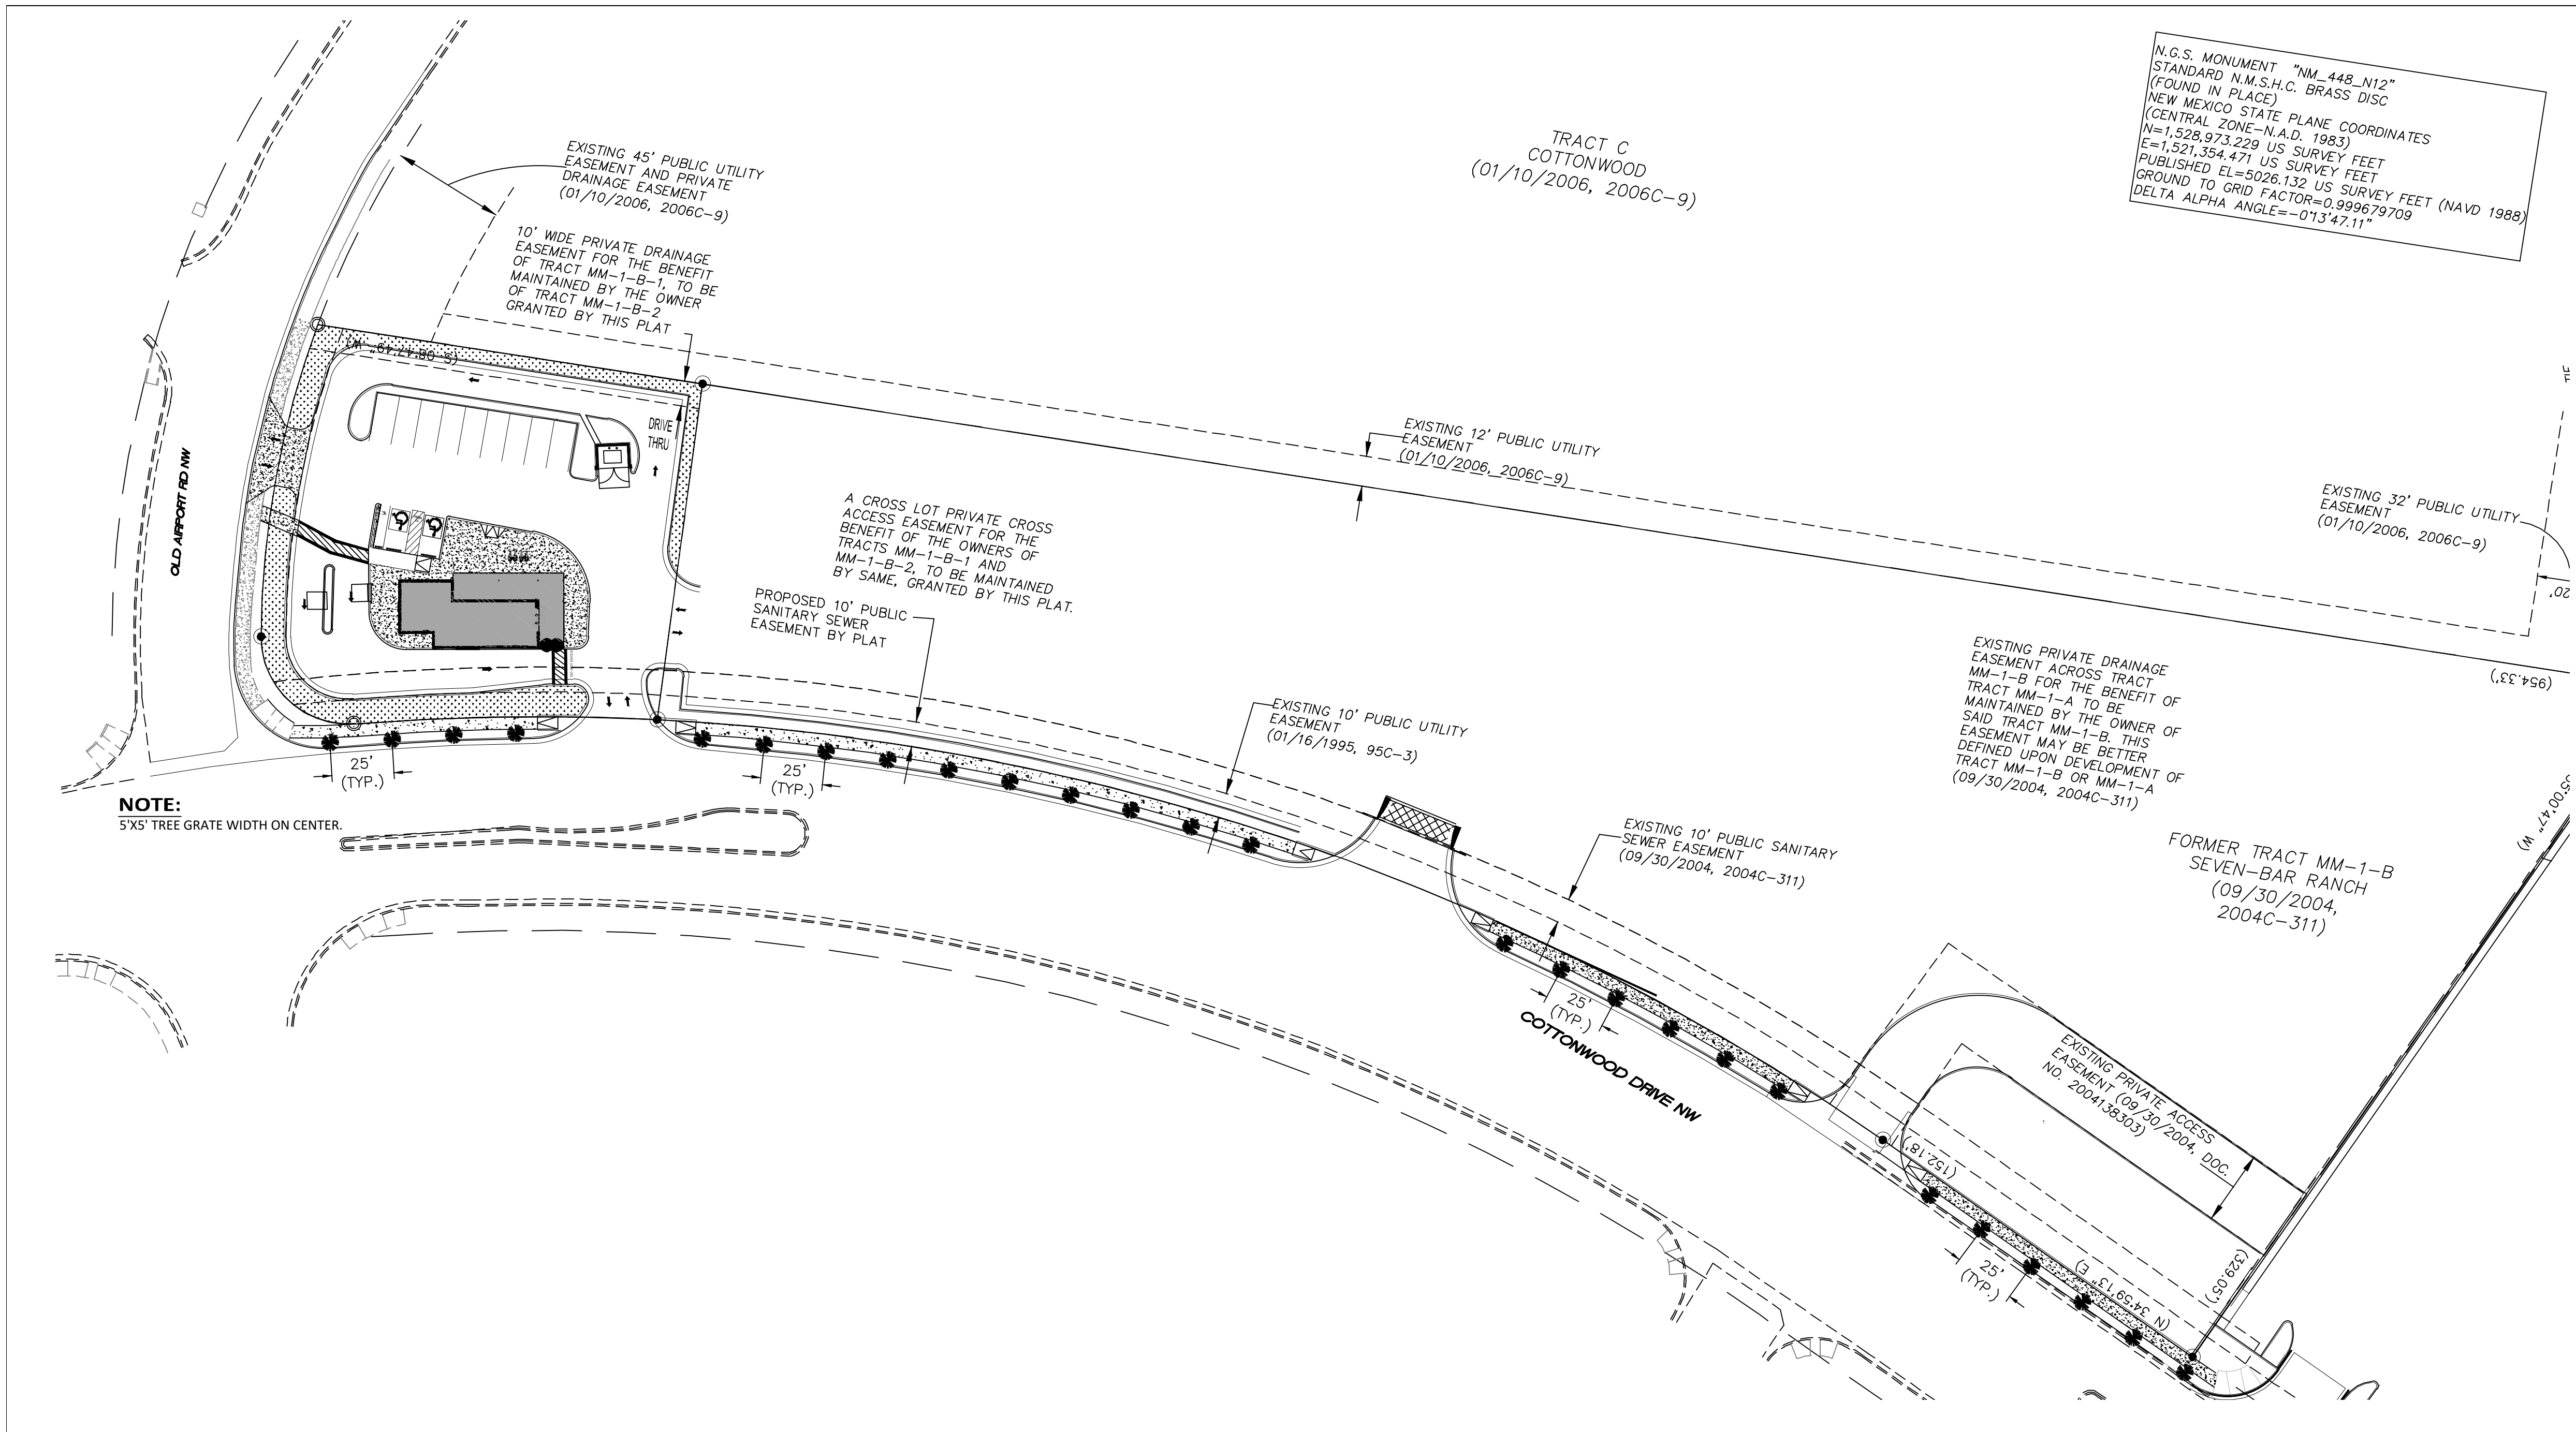 N.G.S. MONUMENT "NM_448_N12"
STANDARD N.M.S.H.C. BRASS DISC
(FOUND IN PLACE)
NEW MEXICO STATE PLANE COORDINATES
(CENTRAL ZONE-N.A.D. 1983)
N=1,528,973.229 US SURVEY FEET
E=1,521,354.471 US SURVEY FEET
PUBLISHED EL=5026.132 US SURVEY FEET (NAVD 1988)
GROUND TO GRID FACTOR=0.999679709
DELTA ALPHA ANGLE=-0°13'47.11"
TRACT C
COTTONWOOD
(01/10/2006, 2006C-9)
EXISTING 45' PUBLIC UTILITY
EASEMENT AND PRIVATE
DRAINAGE EASEMENT
(01/10/2006, 2006C-9)
10' WIDE PRIVATE DRAINAGE
EASEMENT FOR THE BENEFIT
OF TRACT MM-1-B-1, TO BE
MAINTAINED BY THE OWNER
OF TRACT MM-1-B-2
GRANTED BY THIS PLAT
(S 08°47'49" W)
DRIVE
THRU
OLD AIRPORT RD NW
EXISTING 12' PUBLIC UTILITY
EASEMENT
(01/10/2006, 2006C-9)
EXISTING 32' PUBLIC UTILITY
EASEMENT
(01/10/2006, 2006C-9)
20'
A CROSS LOT PRIVATE CROSS
ACCESS EASEMENT FOR THE
BENEFIT OF THE OWNERS OF
TRACTS MM-1-B-1 AND
MM-1-B-2, TO BE MAINTAINED
BY SAME, GRANTED BY THIS PLAT.
PROPOSED 10' PUBLIC
SANITARY SEWER
EASEMENT BY PLAT
(954.33')
EXISTING PRIVATE DRAINAGE
EASEMENT ACROSS TRACT
MM-1-B FOR THE BENEFIT OF
TRACT MM-1-A TO BE
MAINTAINED BY THE OWNER OF
SAID TRACT MM-1-B. THIS
EASEMENT MAY BE BETTER
DEFINED UPON DEVELOPMENT OF
TRACT MM-1-B OR MM-1-A
(09/30/2004, 2004C-311)
EXISTING 10' PUBLIC UTILITY
EASEMENT
(01/16/1995, 95C-3)
25'
(TYP.)
25'
(TYP.)
NOTE:
5'X5' TREE GRATE WIDTH ON CENTER.
EXISTING 10' PUBLIC SANITARY
SEWER EASEMENT
(09/30/2004, 2004C-311)
FORMER TRACT MM-1-B
SEVEN-BAR RANCH
(09/30/2004,
2004C-311)
5°00'47" W)
25'
(TYP.)
COTTONWOOD DRIVE NW
EXISTING PRIVATE ACCESS
EASEMENT (09/30/2004, DOC.
NO. 2004138303)
(152.18')
25'
(TYP.)
(N 34°59'13" E)
(329.05')